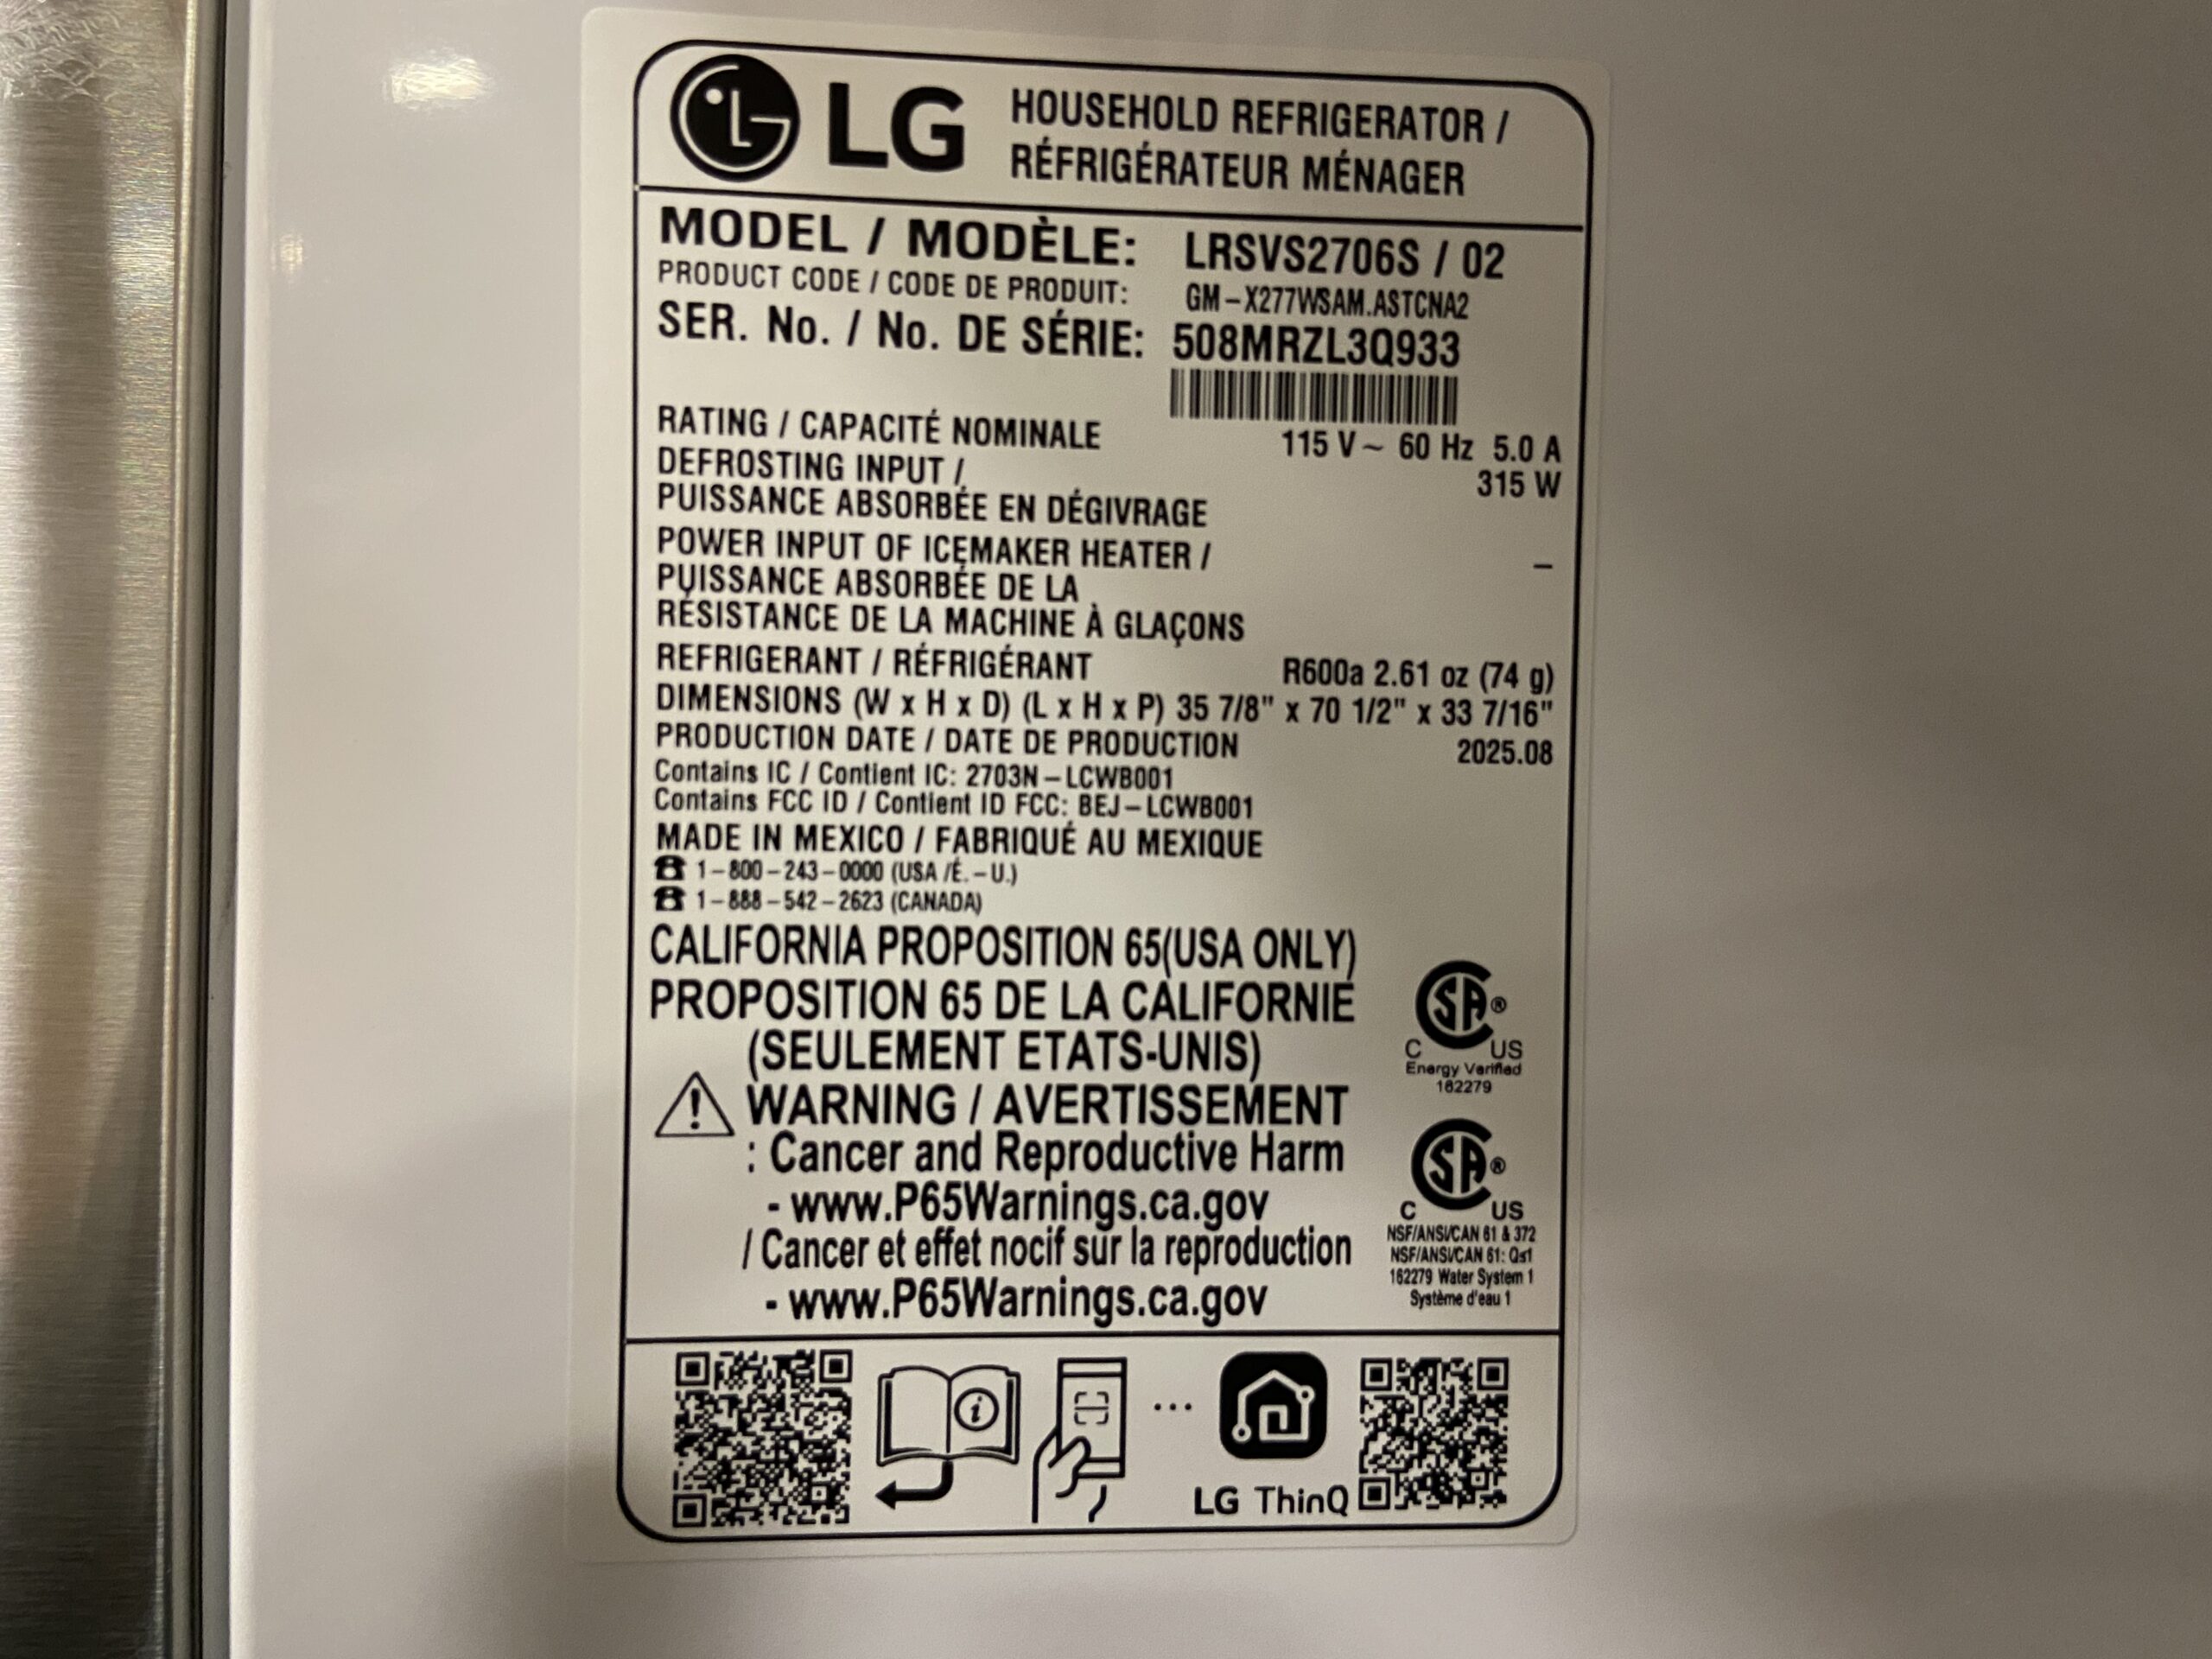 LG HOUSEHOLD REFRIGERATOR /
RÉFRIGÉRATEUR MÉNAGER
MODEL / MODÈLE: LRSVS2706S / 02
PRODUCT CODE / CODE DE PRODUIT: GM-X277WSAM.ASTCNA2
SER. No. / No. DE SÉRIE: 508MRZL3Q933
RATING / CAPACITÉ NOMINALE 115 V~ 60 Hz 5.0 A
DEFROSTING INPUT / 315 W
PUISSANCE ABSORBÉE EN DÉGIVRAGE
POWER INPUT OF ICEMAKER HEATER / –
PUISSANCE ABSORBÉE DE LA
RÉSISTANCE DE LA MACHINE À GLAÇONS
REFRIGERANT / RÉFRIGÉRANT R600a 2.61 oz (74 g)
DIMENSIONS (W x H x D) (L x H x P) 35 7/8" x 70 1/2" x 33 7/16"
PRODUCTION DATE / DATE DE PRODUCTION 2025.08
Contains IC / Contient IC: 2703N-LCWB001
Contains FCC ID / Contient ID FCC: BEJ-LCWB001
MADE IN MEXICO / FABRIQUÉ AU MEXIQUE
☎ 1-800-243-0000 (USA /É.-U.)
☎ 1-888-542-2623 (CANADA)
CALIFORNIA PROPOSITION 65(USA ONLY)
PROPOSITION 65 DE LA CALIFORNIE
(SEULEMENT ETATS-UNIS)
WARNING / AVERTISSEMENT
: Cancer and Reproductive Harm
- www.P65Warnings.ca.gov
/ Cancer et effet nocif sur la reproduction
- www.P65Warnings.ca.gov
SA®
C US
Energy Verified
162279
SA®
C US
NSF/ANSI/CAN 61 & 372
NSF/ANSI/CAN 61: Q≤1
162279 Water System 1
Système d'eau 1
LG ThinQ